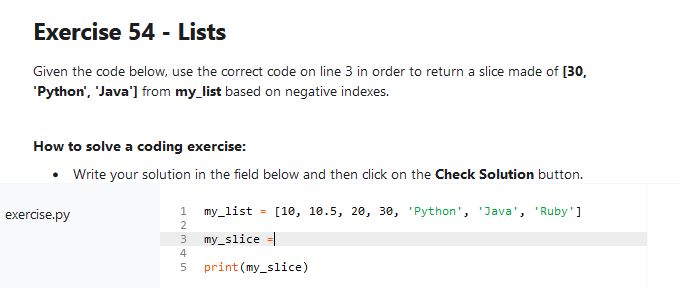 Exercise 54 - Lists
Given the code below, use the correct code on line 3 in order to return a slice made of [30,
'Python', 'Java'] from my_list based on negative indexes.
How to solve a coding exercise:
• Write your solution in the field below and then click on the Check Solution button.
exercise.py
1 my_list = [10, 10.5, 20, 30, 'Python', 'Java', 'Ruby']
2
3 my_slice =
4
5 print(my_slice)